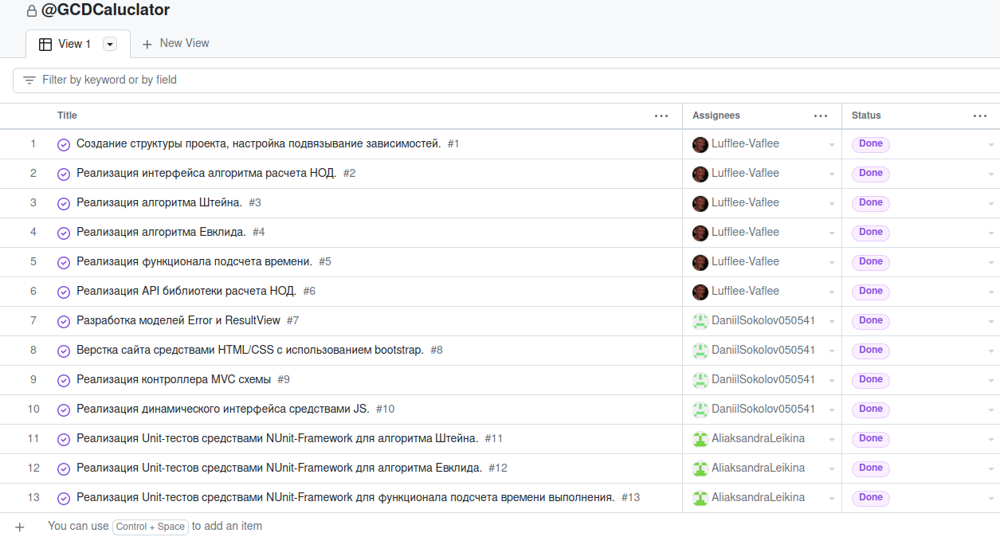 @GCDCaluclator
View 1 New View
Filter by keyword or by field
Title Assignees Status
1 Создание структуры проекта, настройка подвязывание зависимостей. #1 Lufflee-Vaflee Done
2 Реализация интерфейса алгоритма расчета НОД. #2 Lufflee-Vaflee Done
3 Реализация алгоритма Штейна. #3 Lufflee-Vaflee Done
4 Реализация алгоритма Евклида. #4 Lufflee-Vaflee Done
5 Реализация функционала подсчета времени. #5 Lufflee-Vaflee Done
6 Реализация API библиотеки расчета НОД. #6 Lufflee-Vaflee Done
7 Разработка моделей Error и ResultView #7 DaniilSokolov050541 Done
8 Верстка сайта средствами HTML/CSS с использованием bootstrap. #8 DaniilSokolov050541 Done
9 Реализация контроллера MVC схемы #9 DaniilSokolov050541 Done
10 Реализация динамического интерфейса средствами JS. #10 DaniilSokolov050541 Done
11 Реализация Unit-тестов средствами NUnit-Framework для алгоритма Штейна. #11 AliaksandraLeikina Done
12 Реализация Unit-тестов средствами NUnit-Framework для алгоритма Евклида. #12 AliaksandraLeikina Done
13 Реализация Unit-тестов средствами NUnit-Framework для функционала подсчета времени выполнения. #13 AliaksandraLeikina Done
You can use Control + Space to add an item